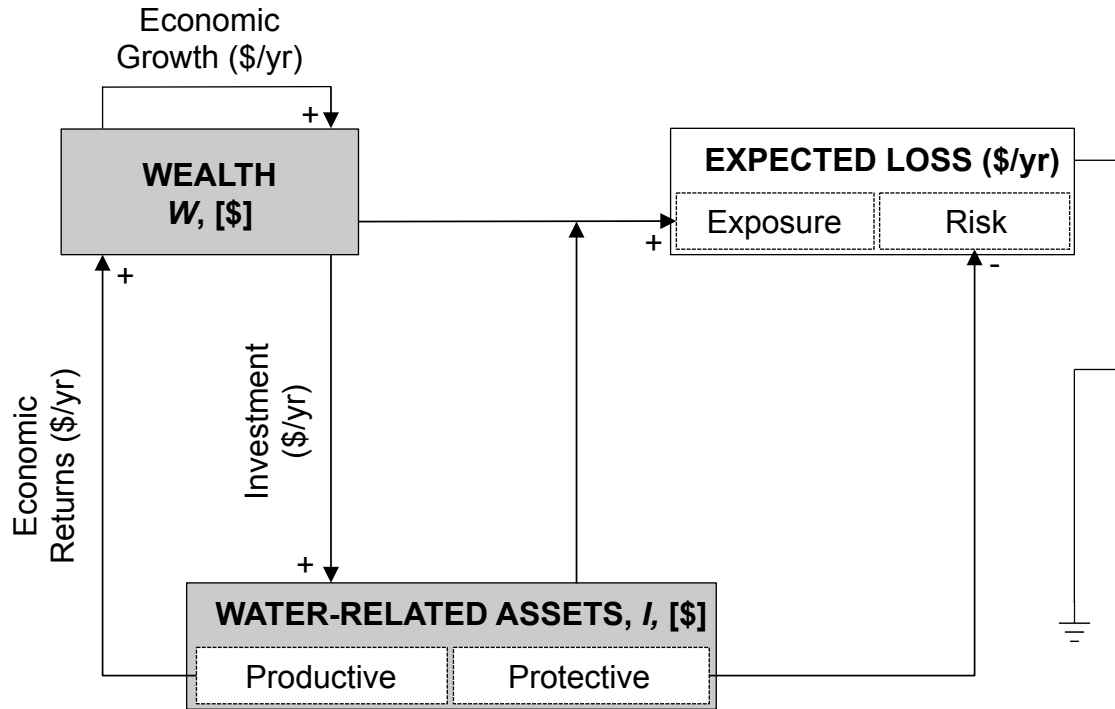 Economic
Growth ($/yr)
+
WEALTH
W, [$]
EXPECTED LOSS ($/yr)
Exposure
Risk
+
-
+
Economic
Returns ($/yr)
Investment
($/yr)
+
WATER-RELATED ASSETS, I, [$]
Productive
Protective